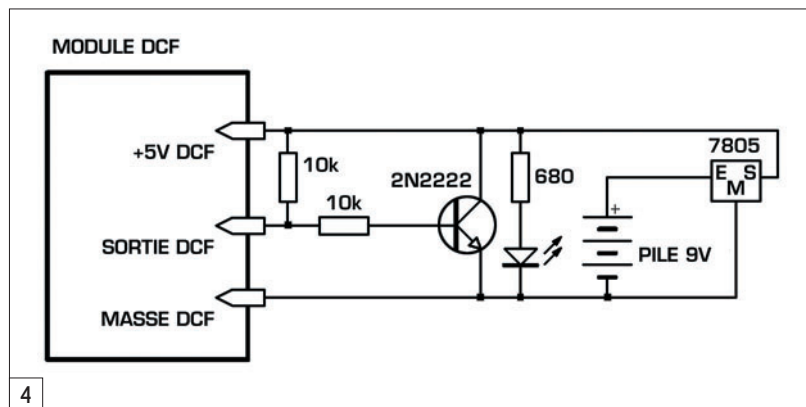 MODULE DCF
+5V DCF
10k
2N2222
680
7805
E M S
10k
SORTIE DCF
+
PILE 9V
MASSE DCF
4